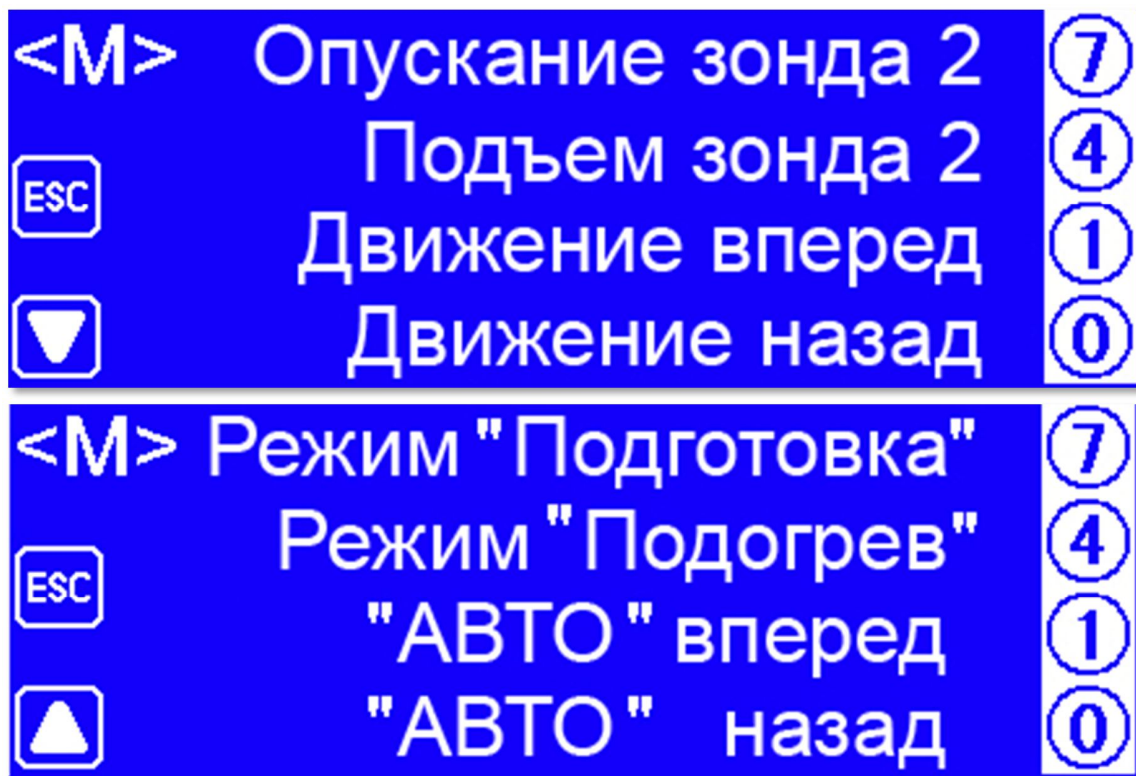 <М> Опускание зонда 2 7
Подъем зонда 2 4
ESC
Движение вперед 1
Движение назад 0
<М> Режим "Подготовка" 7
Режим "Подогрев" 4
ESC
"АВТО" вперед 1
"АВТО" назад 0